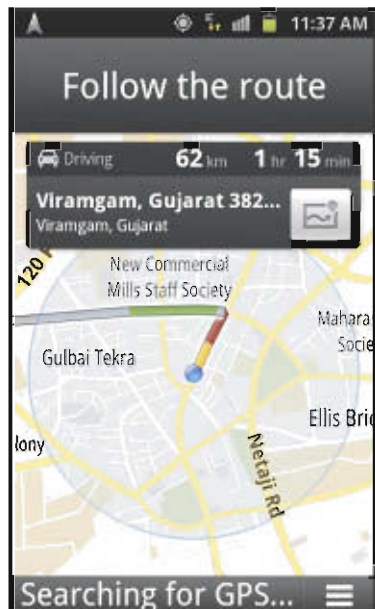 11:37 AM
Follow the route
Driving 62 km 1 hr 15 min
Viramgam, Gujarat 382...
Viramgam, Gujarat
120
New Commercial
Mills Staff Society
Mahara
Socie
Gulbai Tekra
Ellis Bri
lony
Netaji Rd
Searching for GPS...